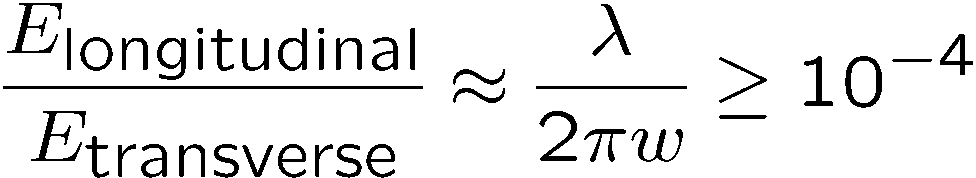 E_longitudinal / E_transverse ≈ λ / 2πw ≥ 10^−4